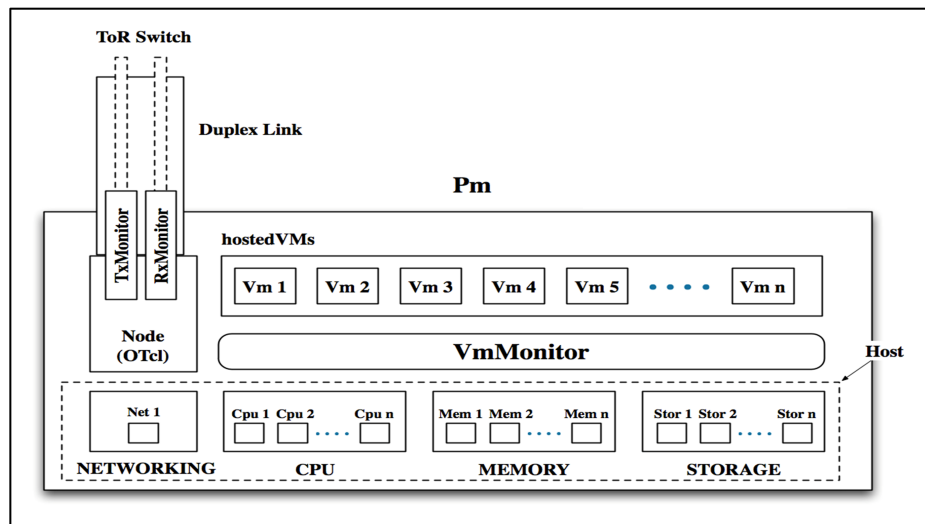 ToR Switch
Duplex Link
Pm
TxMonitor
RxMonitor
hostedVMs
Vm 1 Vm 2 Vm 3 Vm 4 Vm 5 Vm n
Node
(OTcl)
VmMonitor
Host
Net 1
Cpu 1 Cpu 2 Cpu n
Mem 1 Mem 2 Mem n
Stor 1 Stor 2 Stor n
NETWORKING CPU MEMORY STORAGE